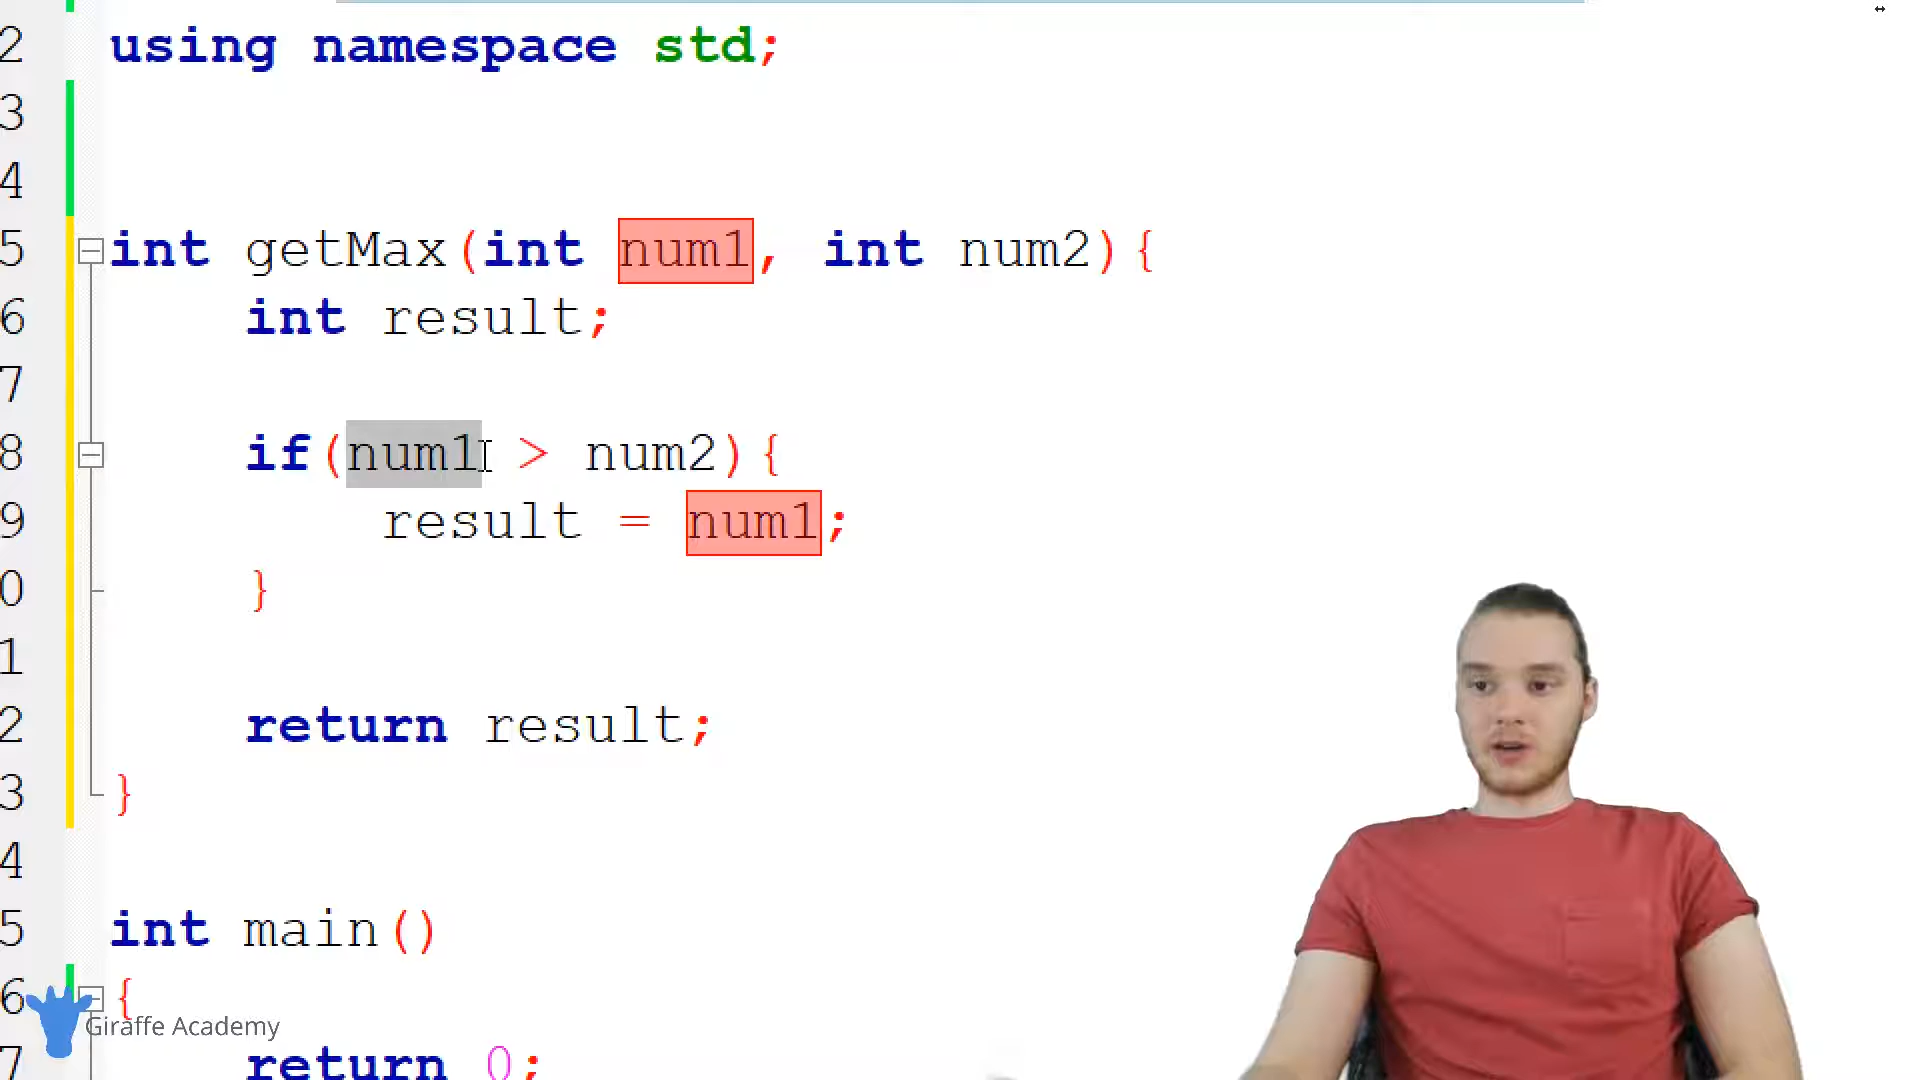 2 using namespace std;
3
4
5 int getMax(int num1, int num2){
6 int result;
7
8 if(num1 > num2){
9 result = num1;
0 }
1
2 return result;
3 }
4
5 int main()
6 {
Giraffe Academy
7 return 0;